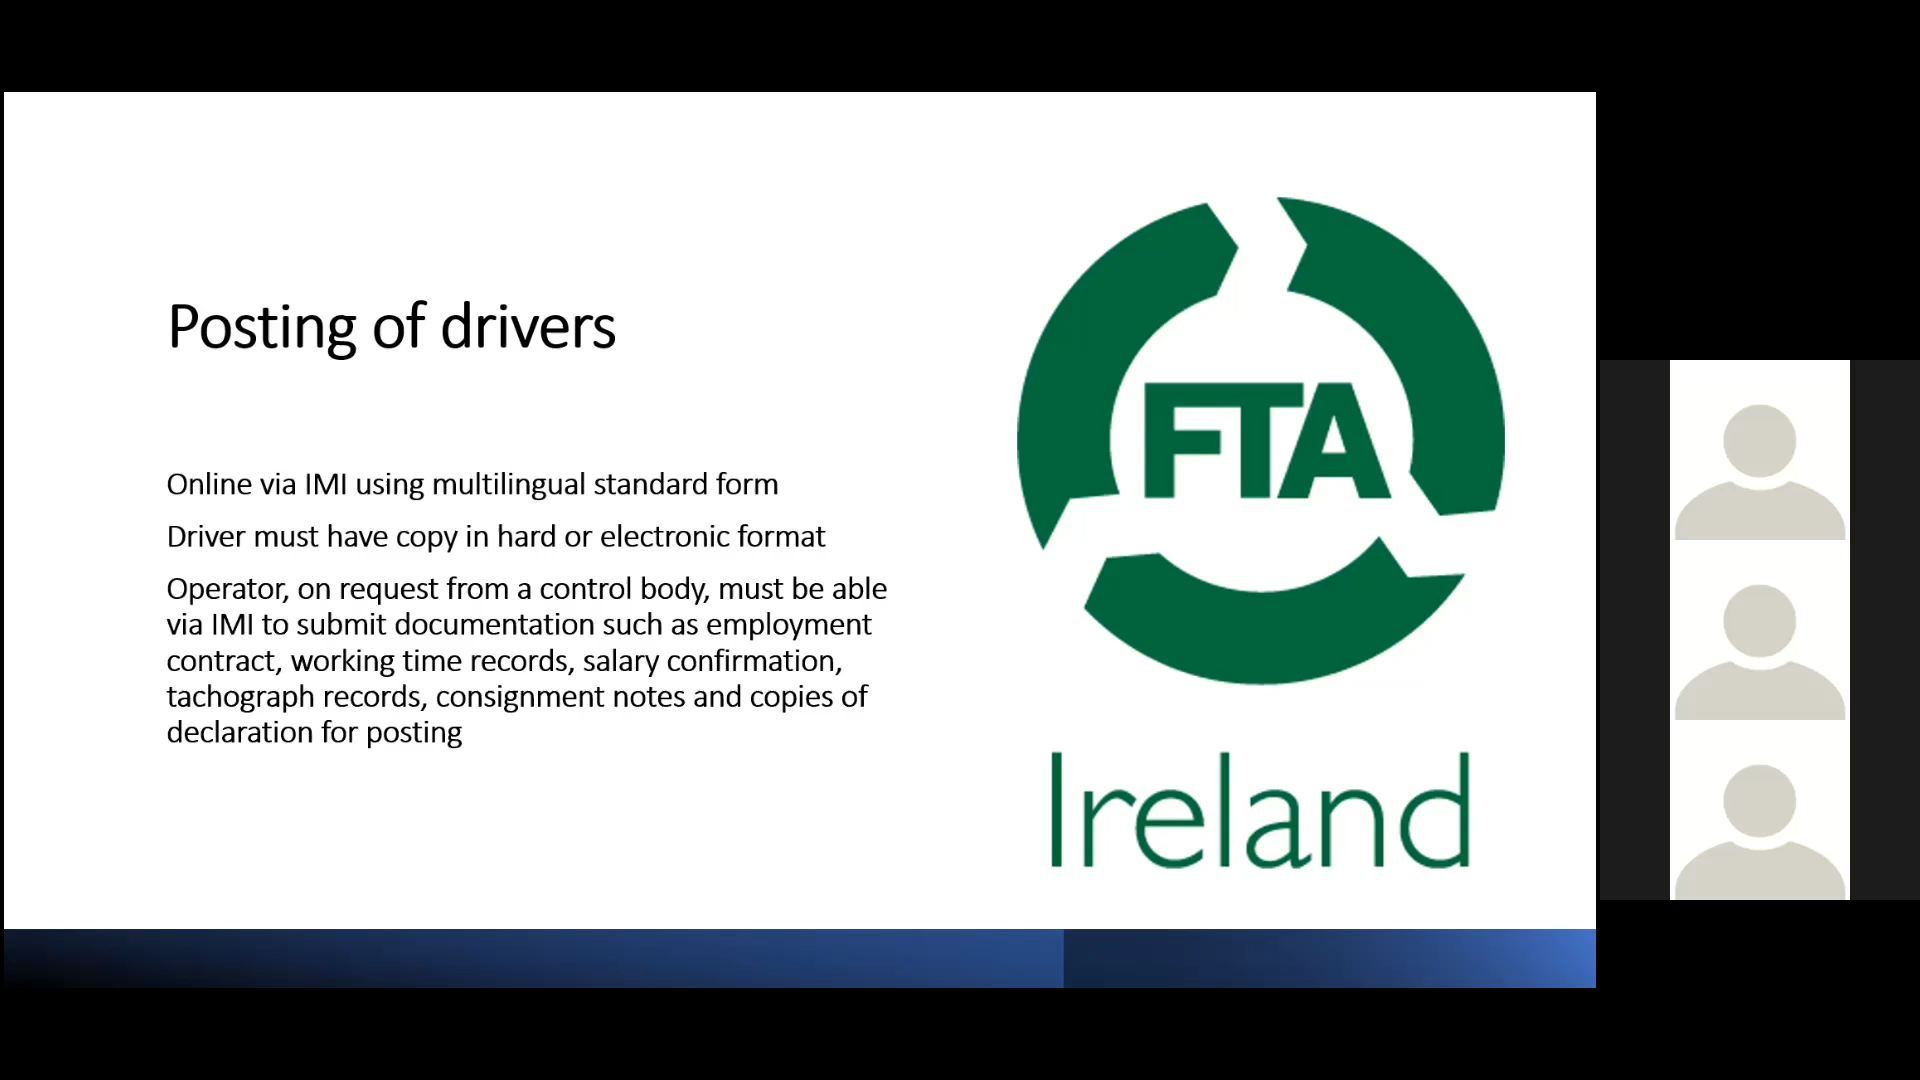 Posting of drivers
Online via IMI using multilingual standard form
Driver must have copy in hard or electronic format
Operator, on request from a control body, must be able
via IMI to submit documentation such as employment
contract, working time records, salary confirmation,
tachograph records, consignment notes and copies of
declaration for posting
FTA
Ireland